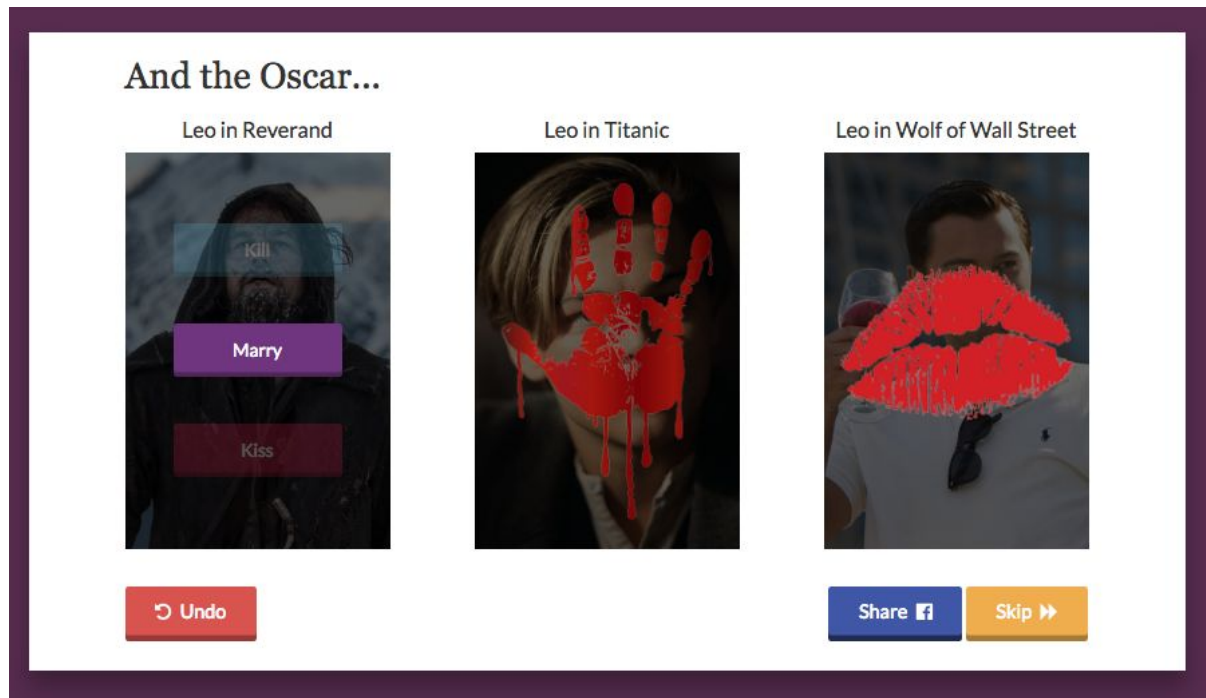 And the Oscar...
Leo in Reverand
Leo in Titanic
Leo in Wolf of Wall Street
Kill
Marry
Kiss
Undo
Share
Skip